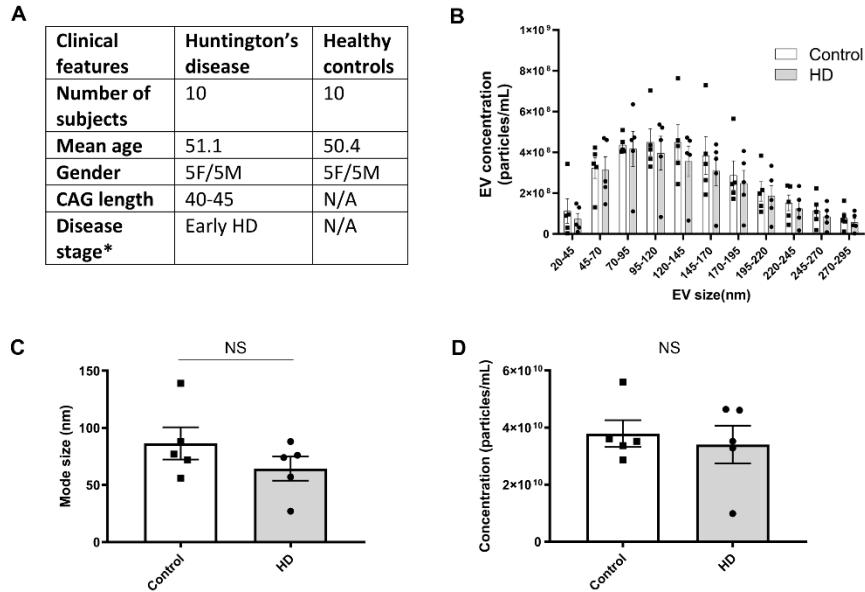 A
Clinical features Huntington's disease Healthy controls
Number of subjects 10 10
Mean age 51.1 50.4
Gender 5F/5M 5F/5M
CAG length 40-45 N/A
Disease stage* Early HD N/A
B
EV concentration
(particles/mL)
1×10⁹
8×10⁸
6×10⁸
4×10⁸
2×10⁸
0
Control
HD
20-45 45-70 70-95 95-120 120-145 145-170 170-195 195-220 220-245 245-270 270-295
EV size(nm)
C
NS
Mode size (nm)
150
100
50
0
Control HD
D
NS
Concentration (particles/mL)
6×10¹⁰
4×10¹⁰
2×10¹⁰
0
Control HD